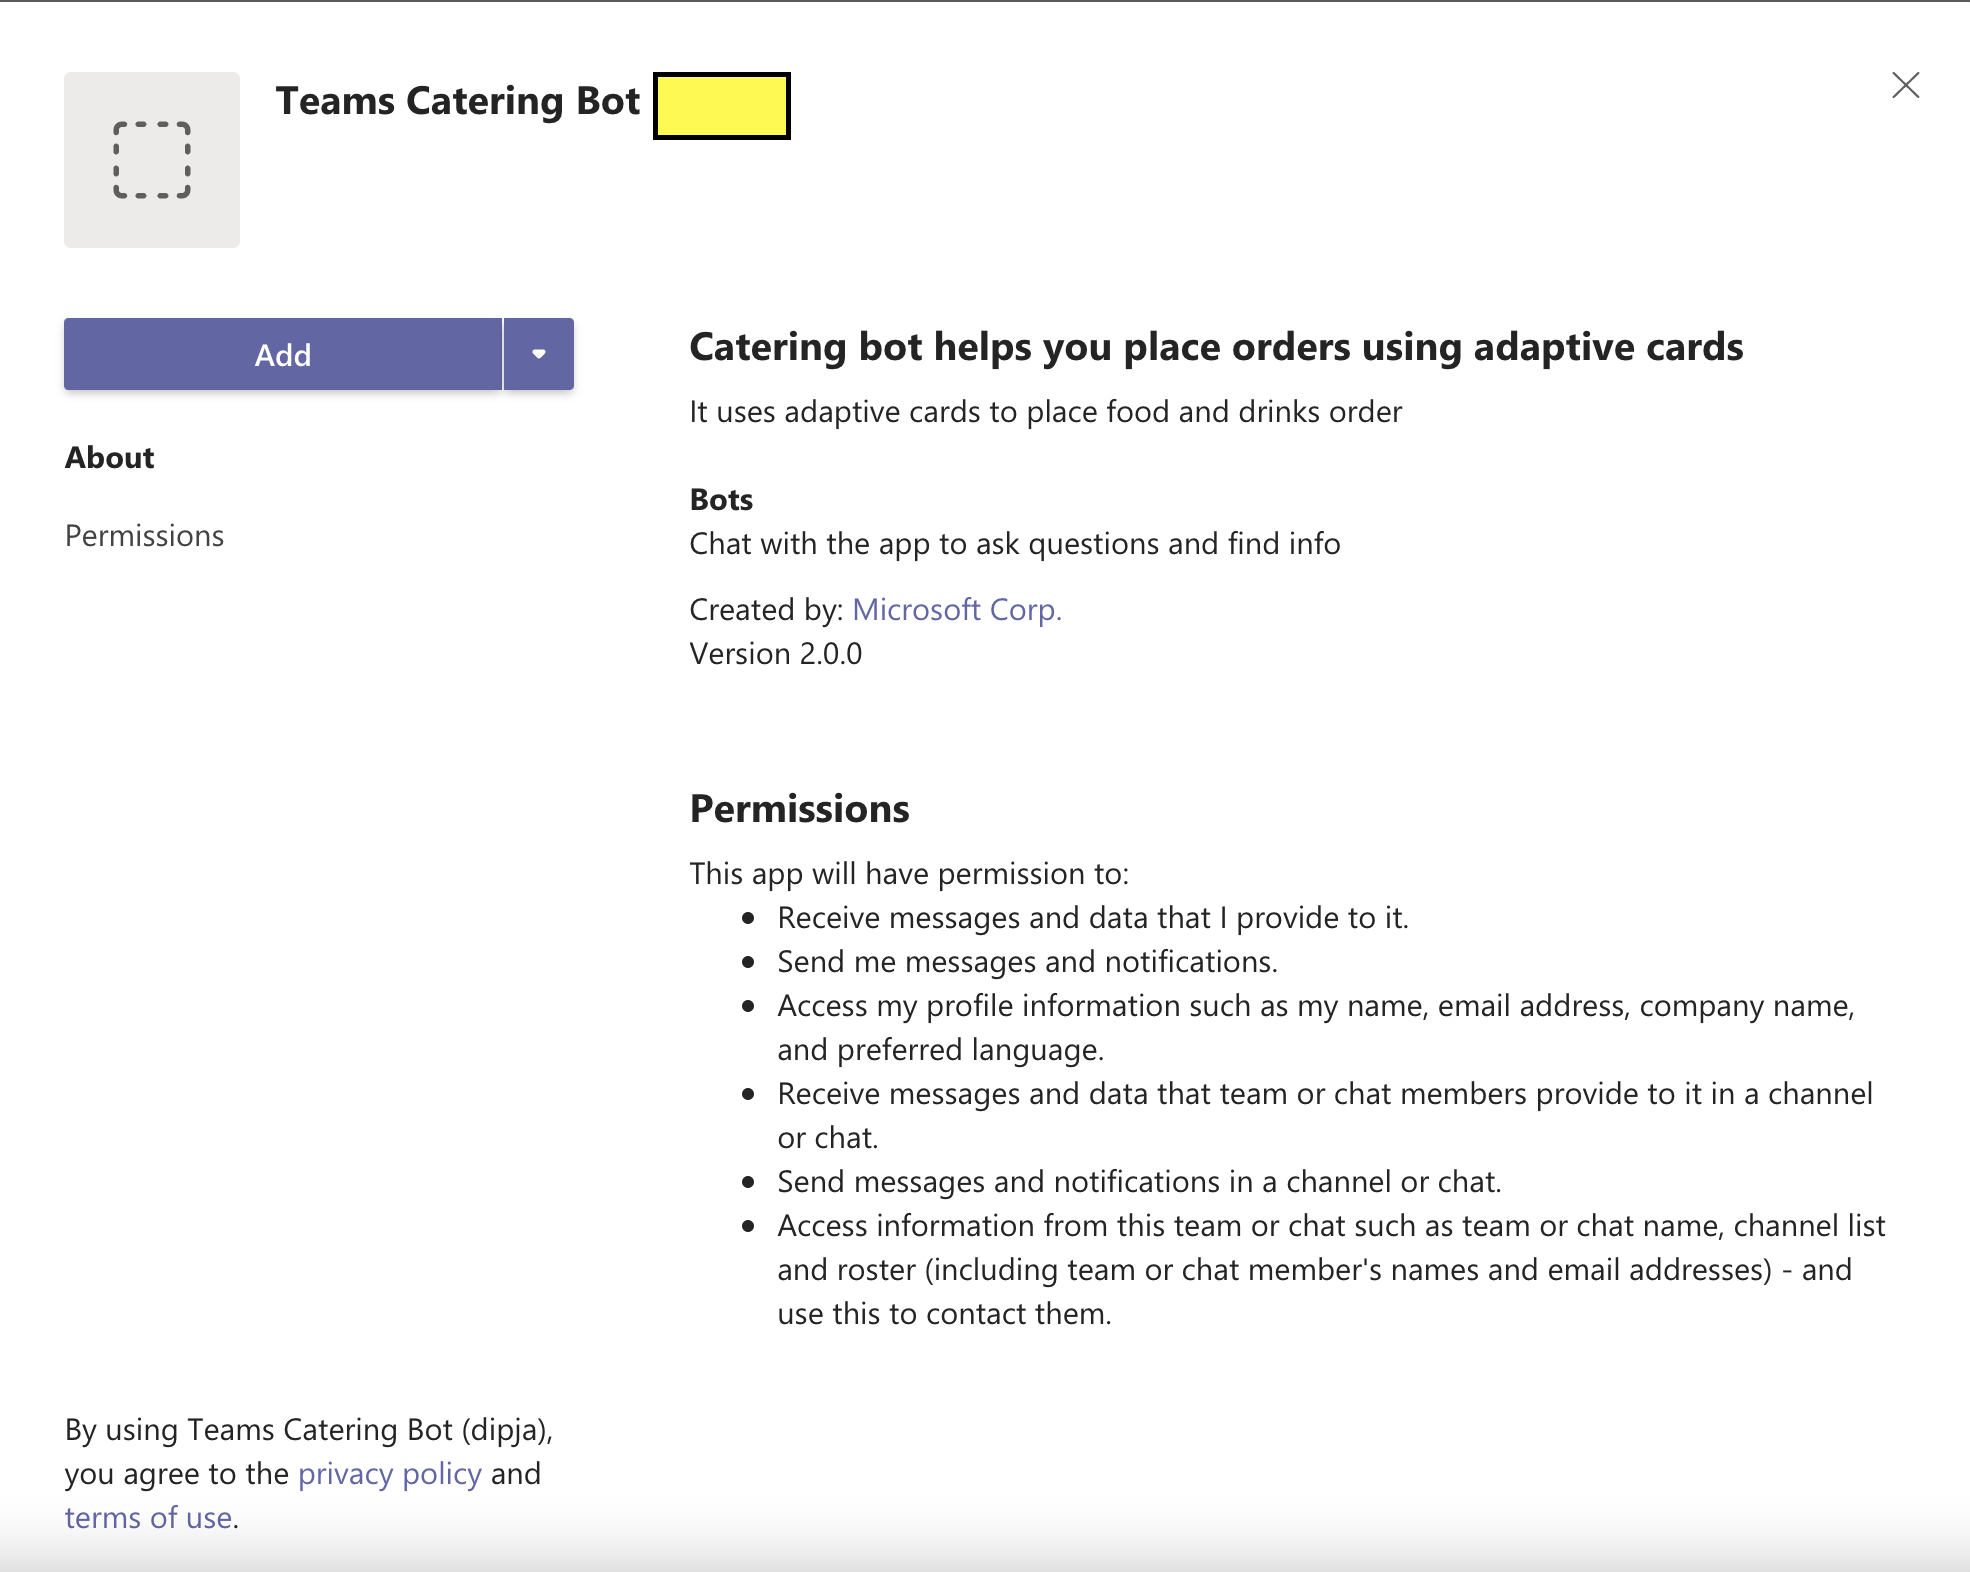 Teams Catering Bot
Add
About
Permissions
Catering bot helps you place orders using adaptive cards
It uses adaptive cards to place food and drinks order
Bots
Chat with the app to ask questions and find info
Created by: Microsoft Corp.
Version 2.0.0
Permissions
This app will have permission to:
Receive messages and data that I provide to it.
Send me messages and notifications.
Access my profile information such as my name, email address, company name,
and preferred language.
Receive messages and data that team or chat members provide to it in a channel
or chat.
Send messages and notifications in a channel or chat.
Access information from this team or chat such as team or chat name, channel list
and roster (including team or chat member's names and email addresses) - and
use this to contact them.
By using Teams Catering Bot (dipja),
you agree to the privacy policy and
terms of use.